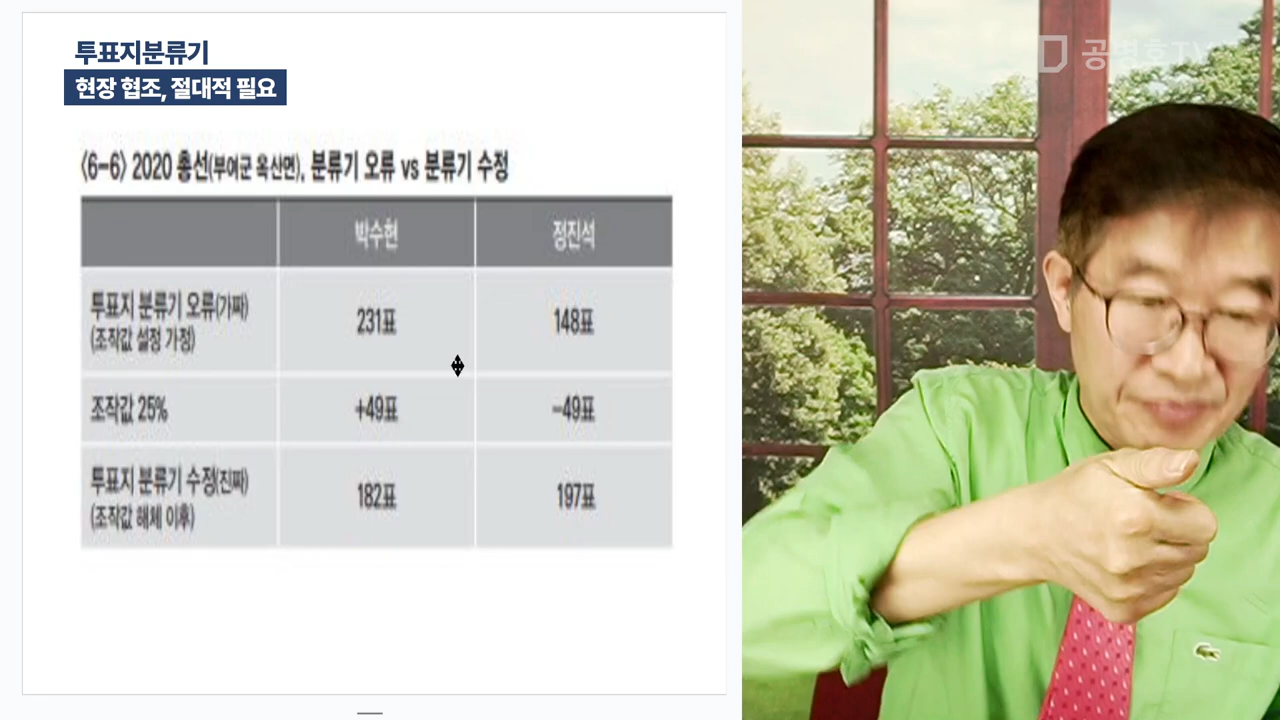 투표지분류기
현장 협조, 절대적 필요
공병호TV
〈6-6〉 2020 총선(부여군 옥산면), 분류기 오류 vs 분류기 수정
박수현 정진석
투표지 분류기 오류(가짜)
(조작값 설정 가정)
231표 148표
조작값 25% +49표 -49표
투표지 분류기 수정(진짜)
(조작값 해체 이후)
182표 197표